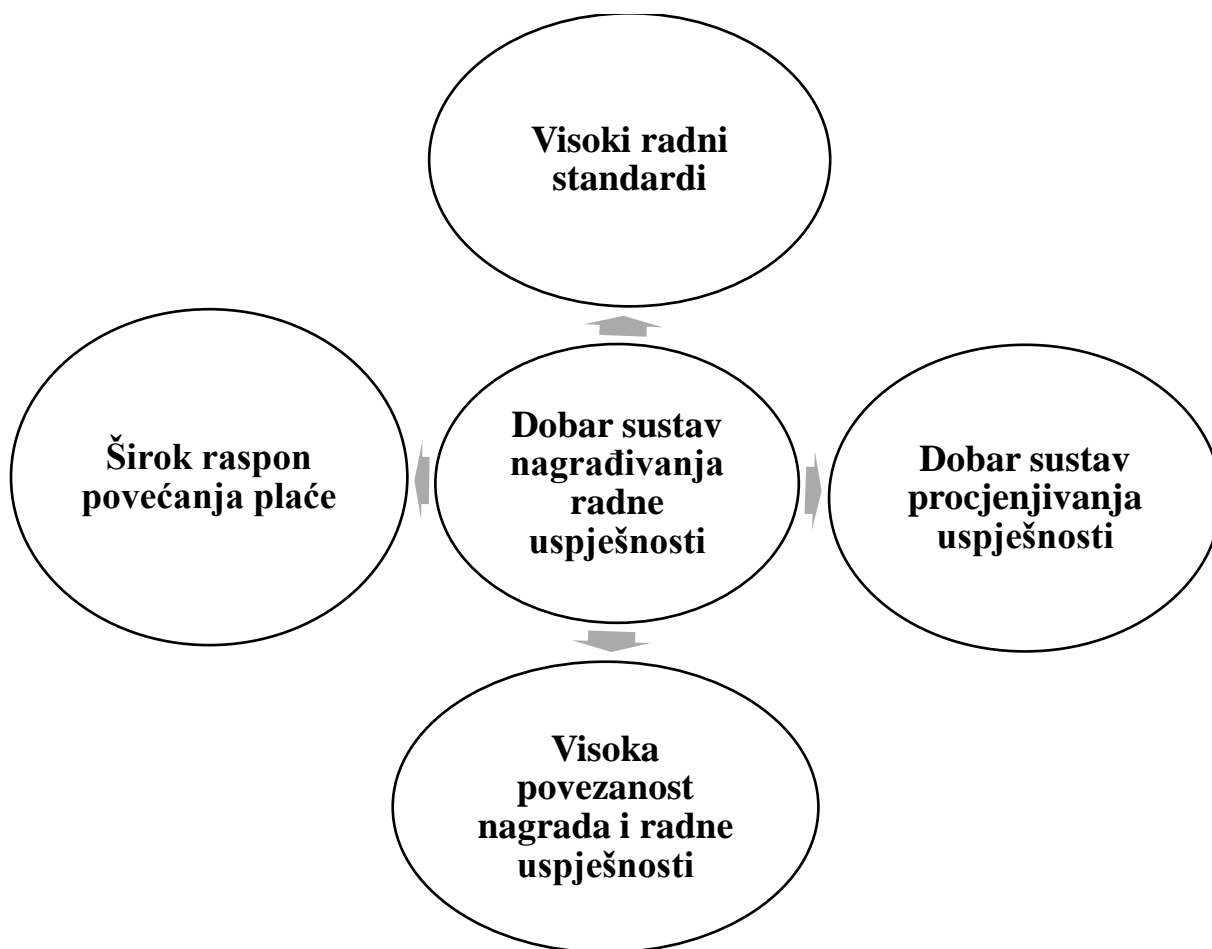 Visoki radni
standardi
Širok raspon
povećanja plaće
Dobar sustav
nagrađivanja
radne
uspješnosti
Dobar sustav
procjenjivanja
uspješnosti
Visoka
povezanost
nagrada i radne
uspješnosti